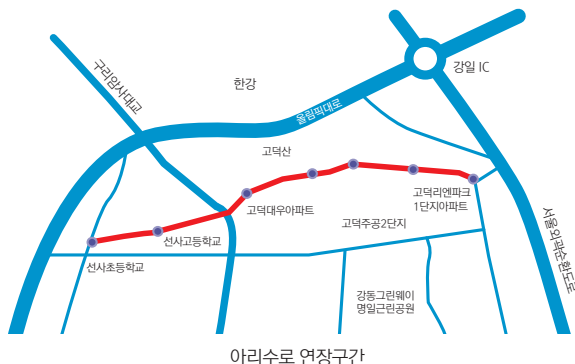 구리암사대교
한강
강일 IC
올림픽대로
고덕산
고덕대우아파트
고덕리엔파크
1단지아파트
고덕주공2단지
선사고등학교
선사초등학교
서울외곽순환도로
강동그린웨이
명일근린공원
아리수로 연장구간